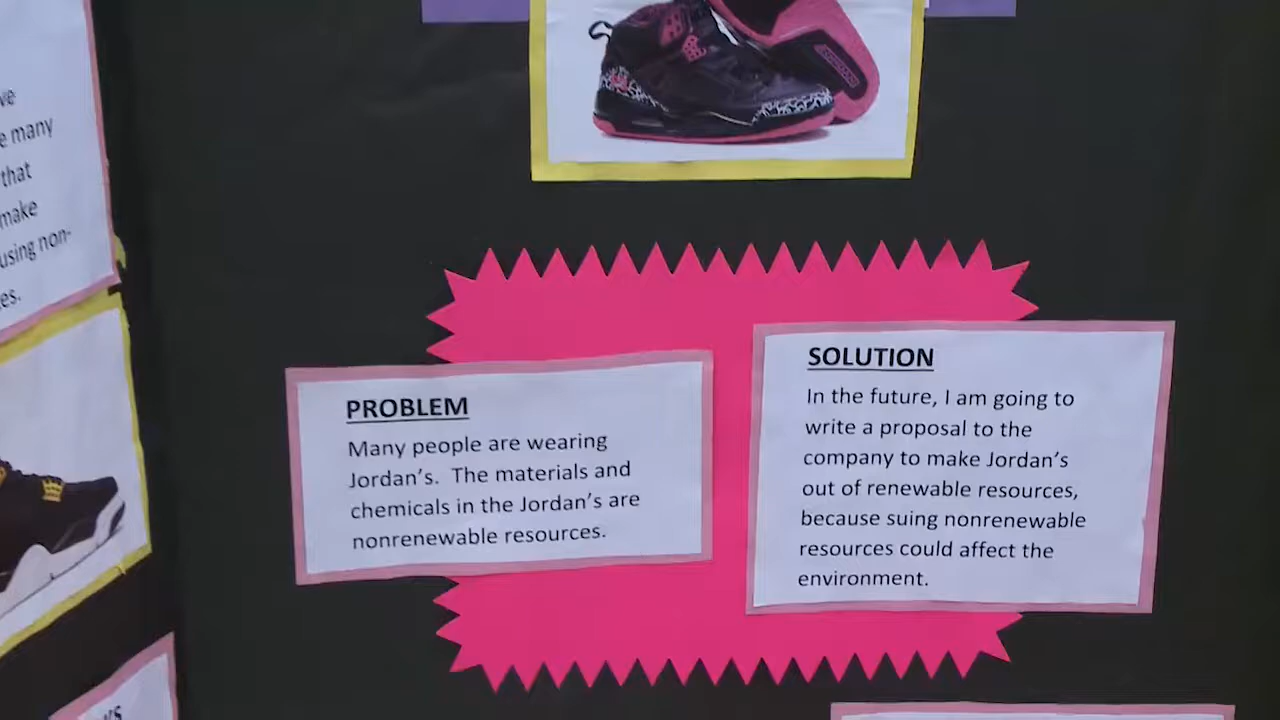 ve
e many
that
make
using non-
es.
PROBLEM
Many people are wearing
Jordan's. The materials and
chemicals in the Jordan's are
nonrenewable resources.
SOLUTION
In the future, I am going to
write a proposal to the
company to make Jordan's
out of renewable resources,
because suing nonrenewable
resources could affect the
environment.